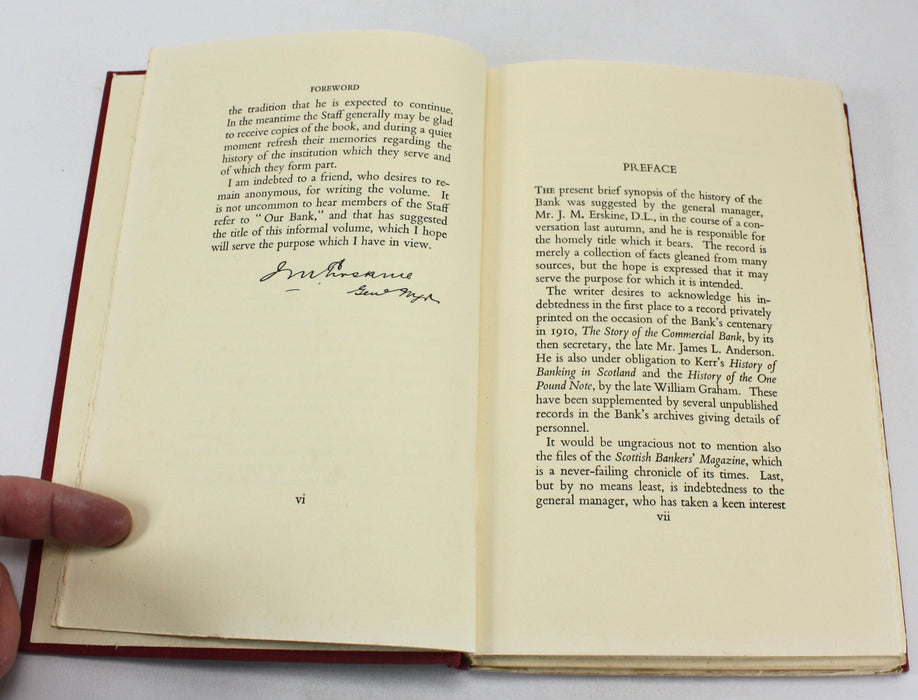 FOREWORD
the tradition that he is expected to continue.
In the meantime the Staff generally may be glad
to receive copies of the book, and during a quiet
moment refresh their memories regarding the
history of the institution which they serve and
of which they form part.
I am indebted to a friend, who desires to re-
main anonymous, for writing the volume. It
is not uncommon to hear members of the Staff
refer to "Our Bank," and that has suggested
the title of this informal volume, which I hope
will serve the purpose which I have in view.
J M Erskine
Genl Mgr
vi
PREFACE
THE present brief synopsis of the history of the
Bank was suggested by the general manager,
Mr. J. M. Erskine, D.L., in the course of a con-
versation last autumn, and he is responsible for
the homely title which it bears. The record is
merely a collection of facts gleaned from many
sources, but the hope is expressed that it may
serve the purpose for which it is intended.
The writer desires to acknowledge his in-
debtedness in the first place to a record privately
printed on the occasion of the Bank's centenary
in 1910, The Story of the Commercial Bank, by its
then secretary, the late Mr. James L. Anderson.
He is also under obligation to Kerr's History of
Banking in Scotland and the History of the One
Pound Note, by the late William Graham. These
have been supplemented by several unpublished
records in the Bank's archives giving details of
personnel.
It would be ungracious not to mention also
the files of the Scottish Bankers' Magazine, which
is a never-failing chronicle of its times. Last,
but by no means least, is indebtedness to the
general manager, who has taken a keen interest
vii